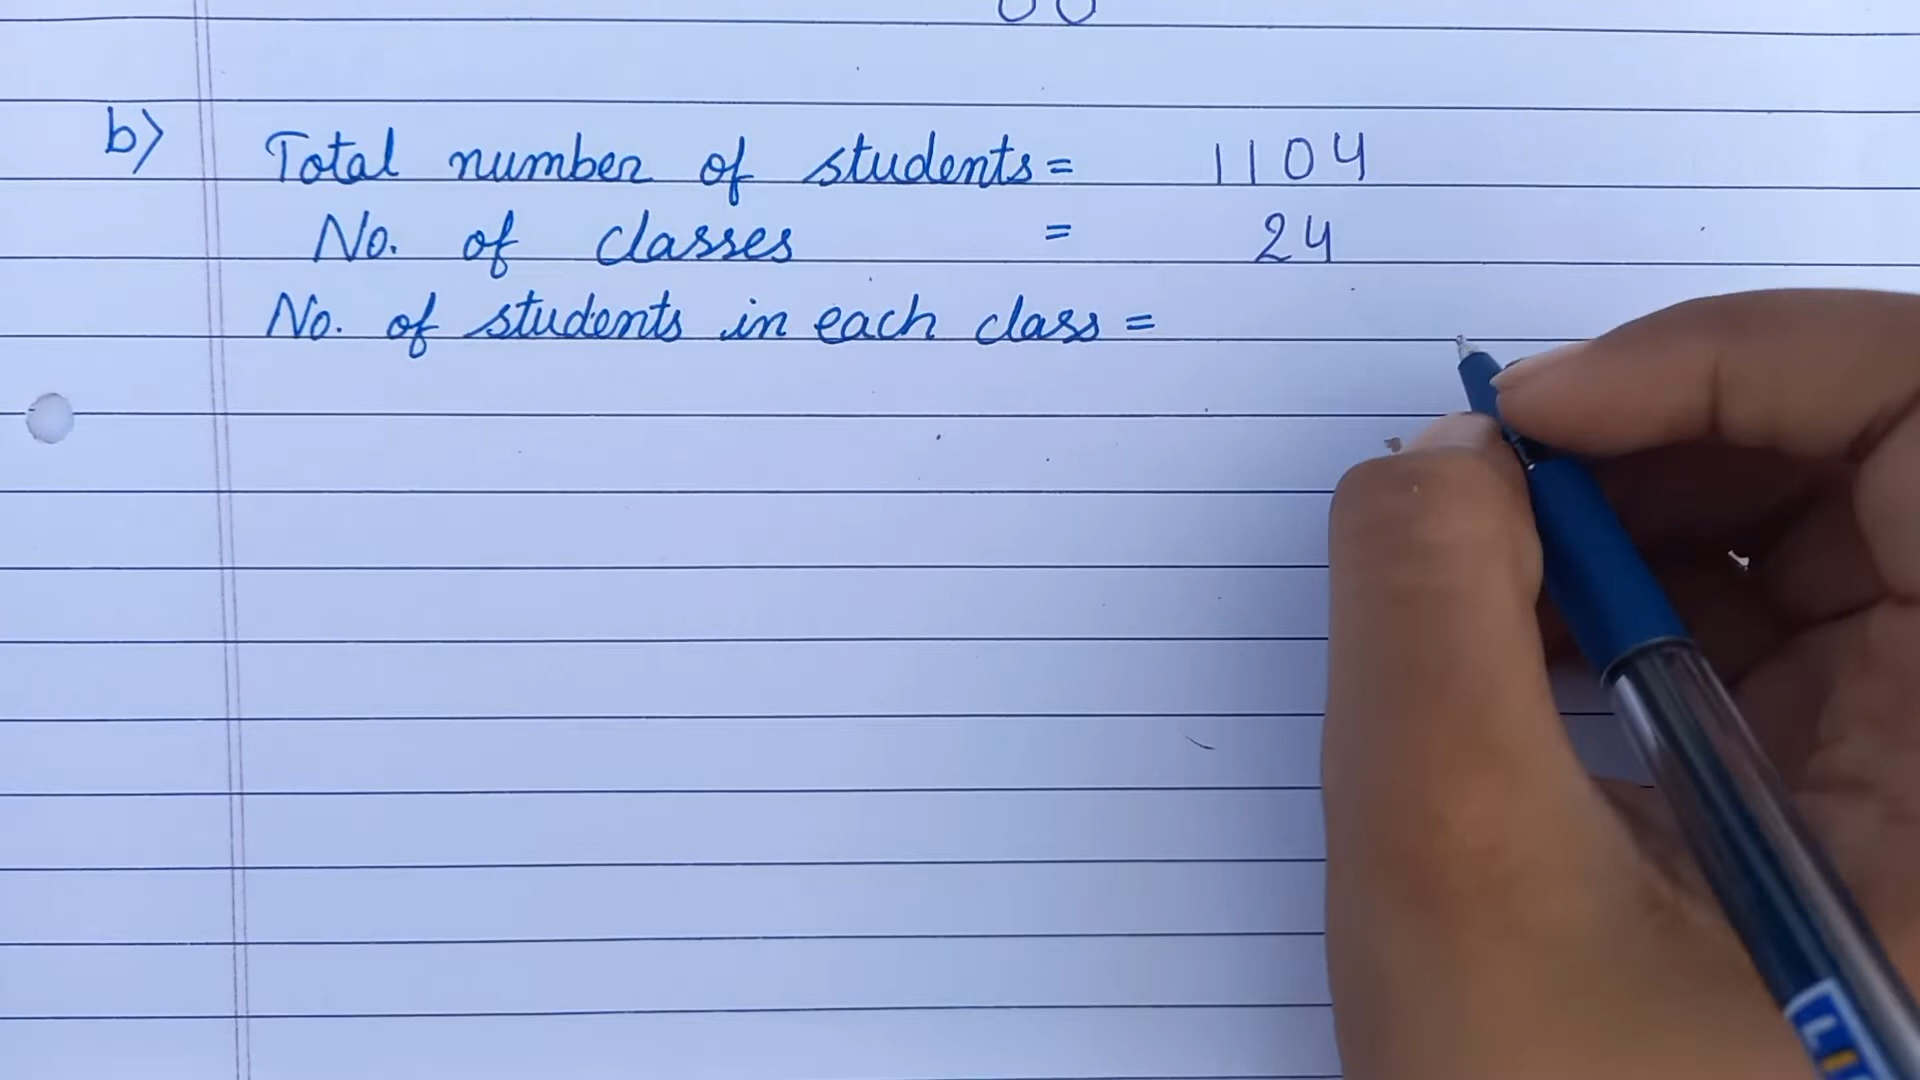 b) Total number of students = 1104
No. of classes = 24
No. of students in each class =